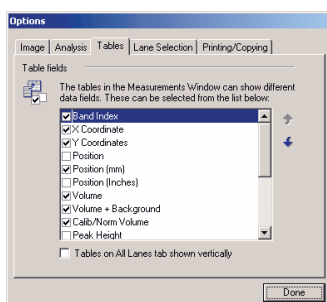 Options
Image Analysis Tables Lane Selection Printing/Copying
Table fields
The tables in the Measurements Window can show different
data fields. These can be selected from the list below:
Band Index
X Coordinate
Y Coordinates
Position
Position (mm)
Position (Inches)
Volume
Volume + Background
Calib/Norm Volume
Peak Height
Tables on All Lanes tab shown vertically
Done